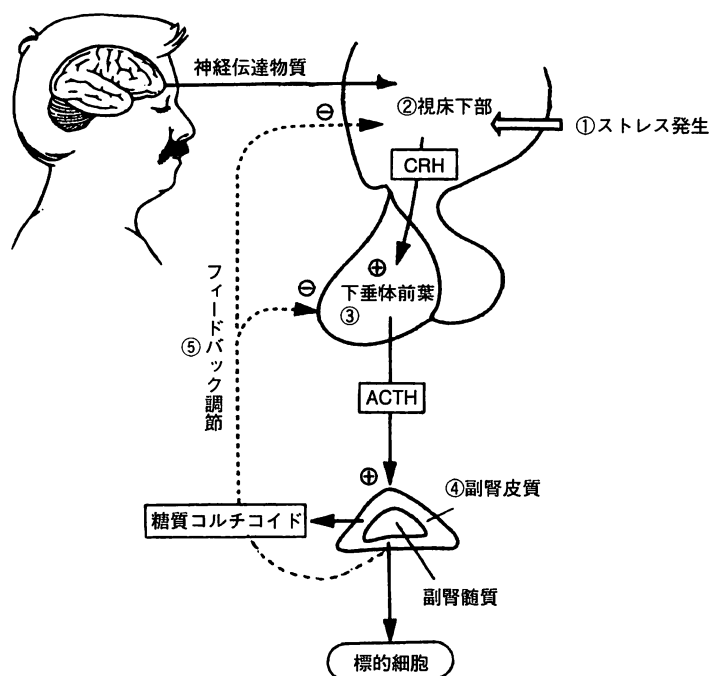 神経伝達物質
⊖
②視床下部
①ストレス発生
CRH
⊕
⊖
下垂体前葉
③
⑤
フィードバック調節
ACTH
⊕
④副腎皮質
糖質コルチコイド
副腎髄質
標的細胞